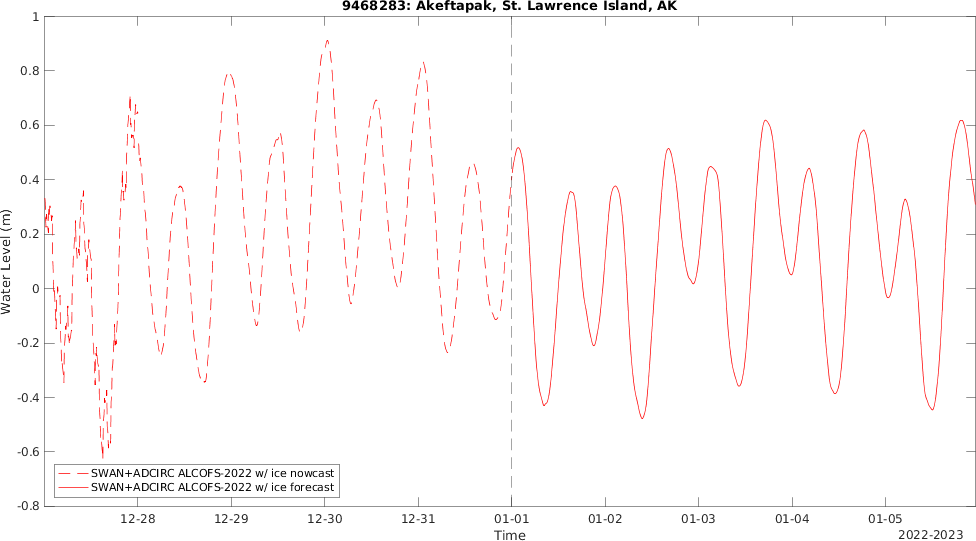 9468283: Akeftapak, St. Lawrence Island, AK
1
0.8
0.6
0.4
0.2
0
-0.2
-0.4
-0.6
-0.8
Water Level (m)
SWAN+ADCIRC ALCOFS-2022 w/ ice nowcast
SWAN+ADCIRC ALCOFS-2022 w/ ice forecast
12-28 12-29 12-30 12-31 01-01 01-02 01-03 01-04 01-05
Time
2022-2023